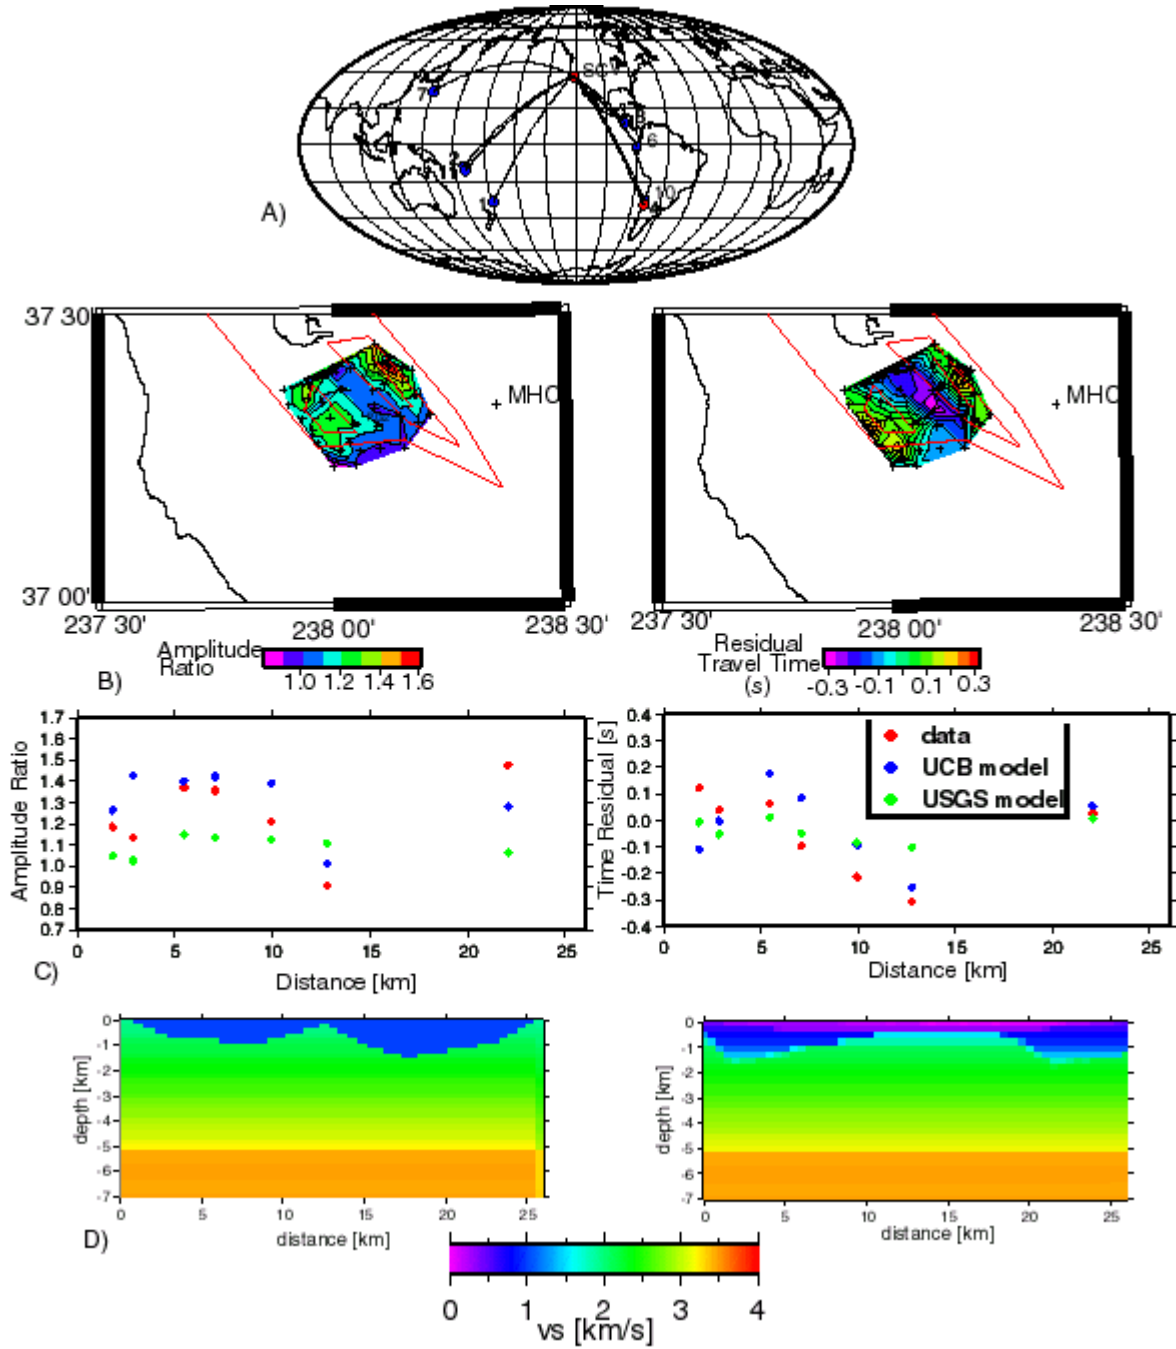 SCV
7
8
6
2
11
1
10
4
A)
37 30'
MHC
MHC
37 00'
237 30'
238 00'
238 30'
237 30'
238 00'
238 30'
Amplitude
Ratio
1.0 1.2 1.4 1.6
Residual
Travel Time
(s)
-0.3 -0.1 0.1 0.3
B)
1.7
1.6
1.5
1.4
1.3
1.2
1.1
1.0
0.9
0.8
0.7
Amplitude Ratio
0 5 10 15 20 25
Distance [km]
0.4
0.3
0.2
0.1
0.0
-0.1
-0.2
-0.3
-0.4
Time Residual [s]
data
UCB model
USGS model
0 5 10 15 20 25
Distance [km]
C)
0
-1
-2
-3
-4
-5
-6
-7
depth [km]
0 5 10 15 20 25
distance [km]
0
-1
-2
-3
-4
-5
-6
-7
depth [km]
0 5 10 15 20 25
distance [km]
D)
0 1 2 3 4
vs [km/s]